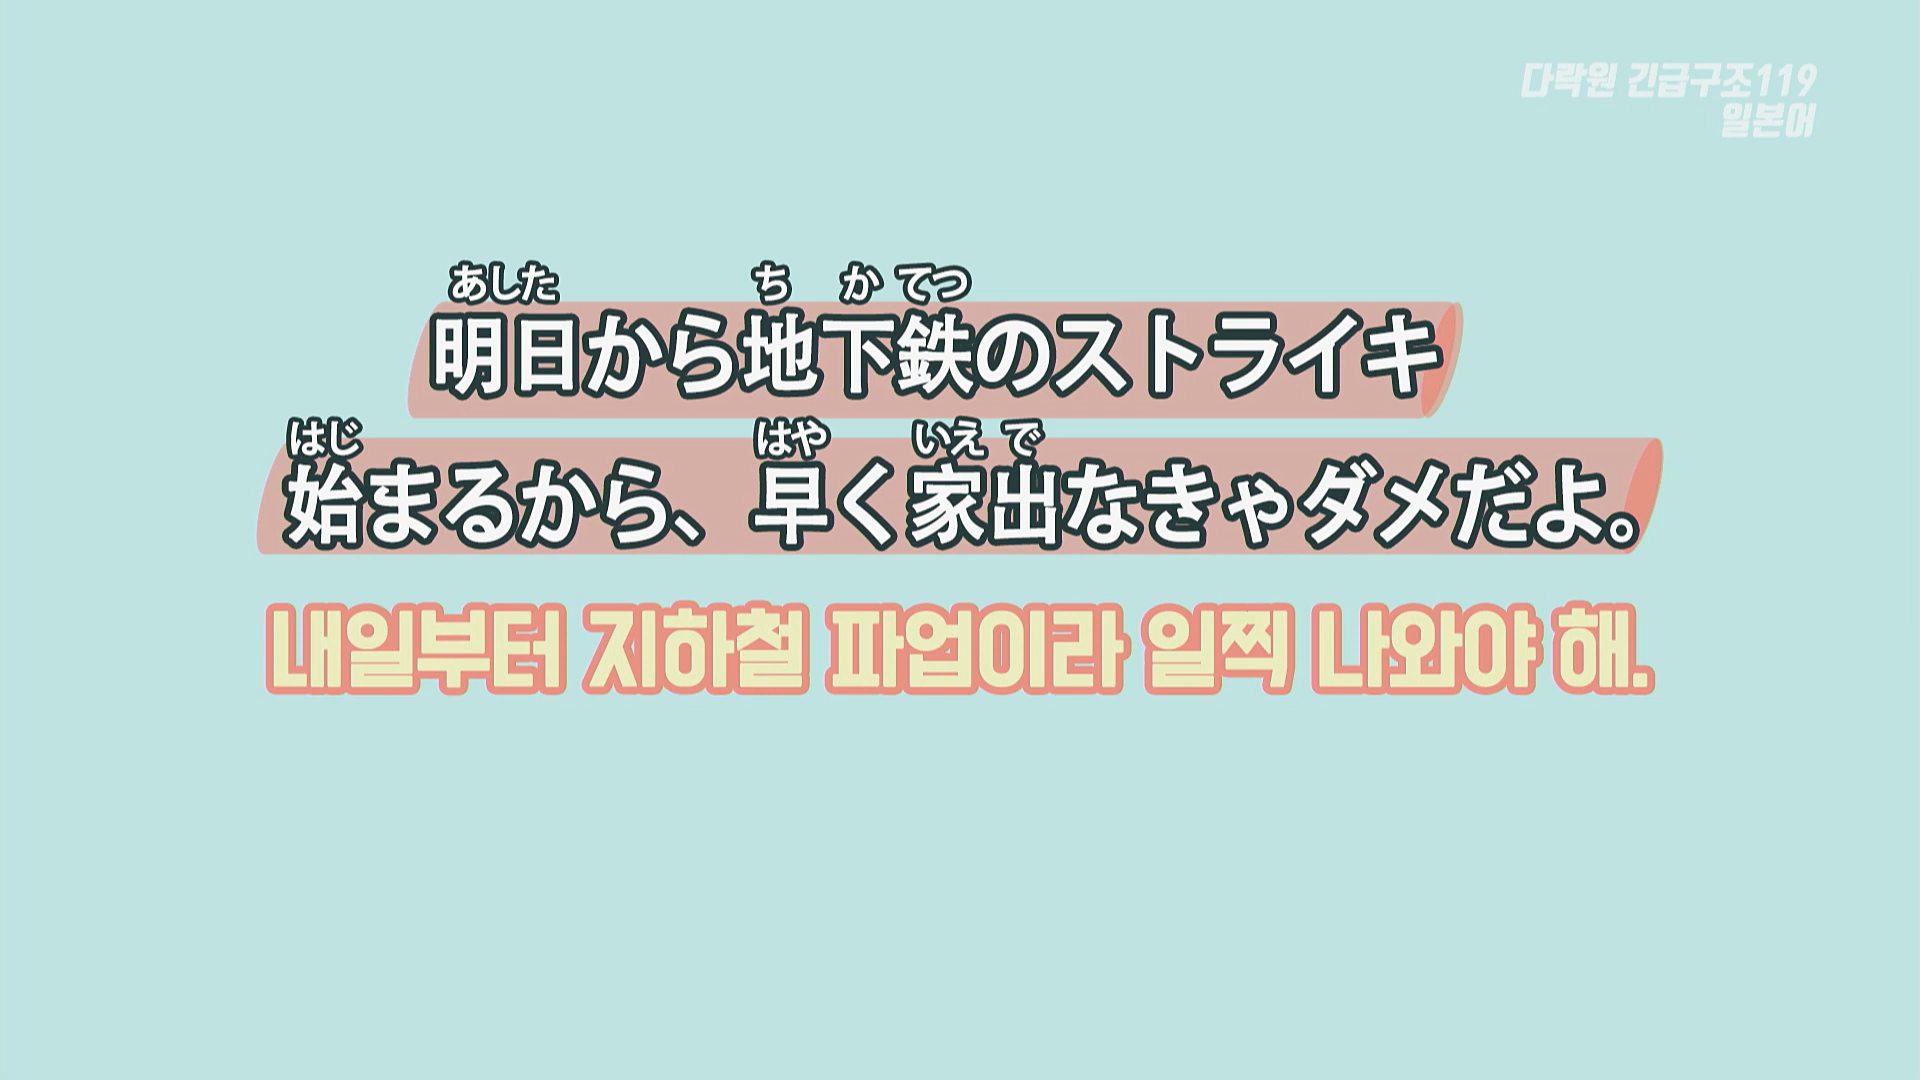 다락원 긴급구조119
일본어
あした ち か てつ
明日から地下鉄のストライキ
はじ はや いえ で
始まるから、早く家出なきゃダメだよ。
내일부터 지하철 파업이라 일찍 나와야 해.